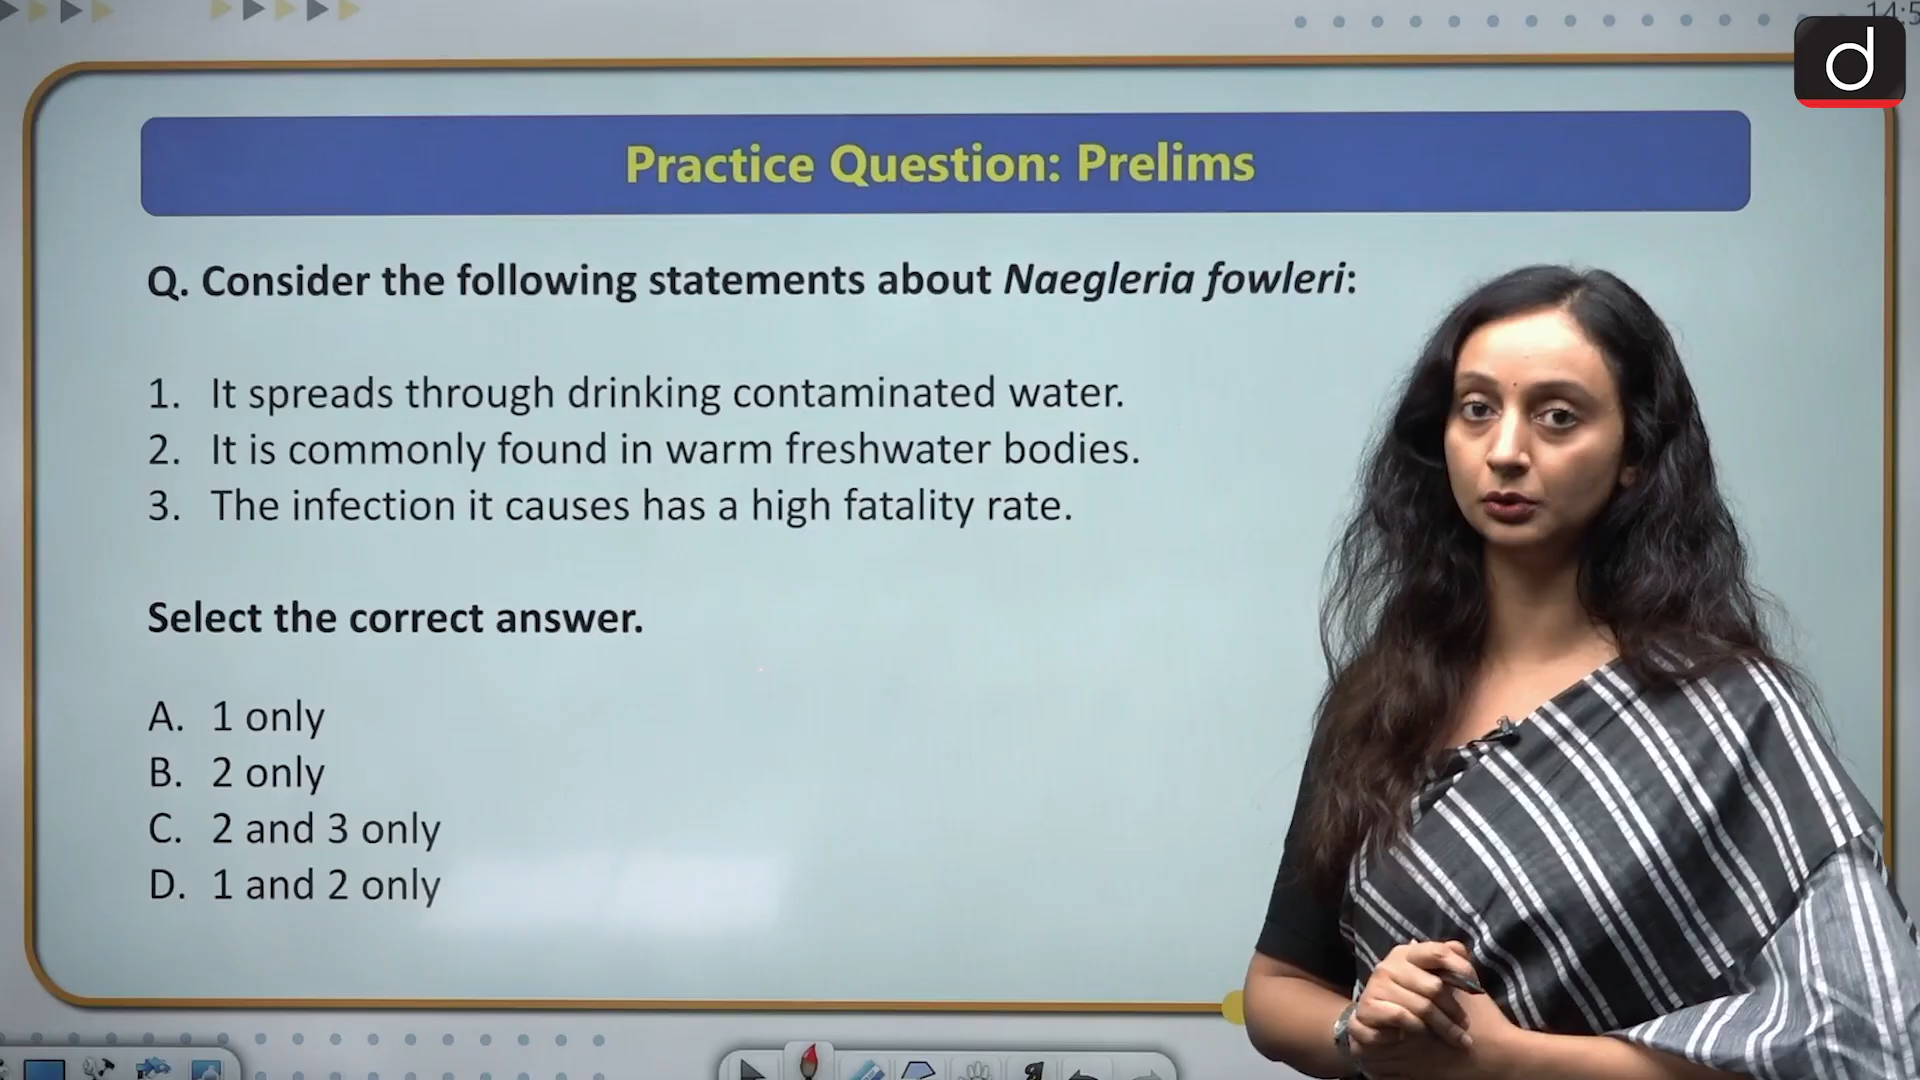 14:5
d
Practice Question: Prelims
Q. Consider the following statements about Naegleria fowleri:
1. It spreads through drinking contaminated water.
2. It is commonly found in warm freshwater bodies.
3. The infection it causes has a high fatality rate.
Select the correct answer.
A. 1 only
B. 2 only
C. 2 and 3 only
D. 1 and 2 only